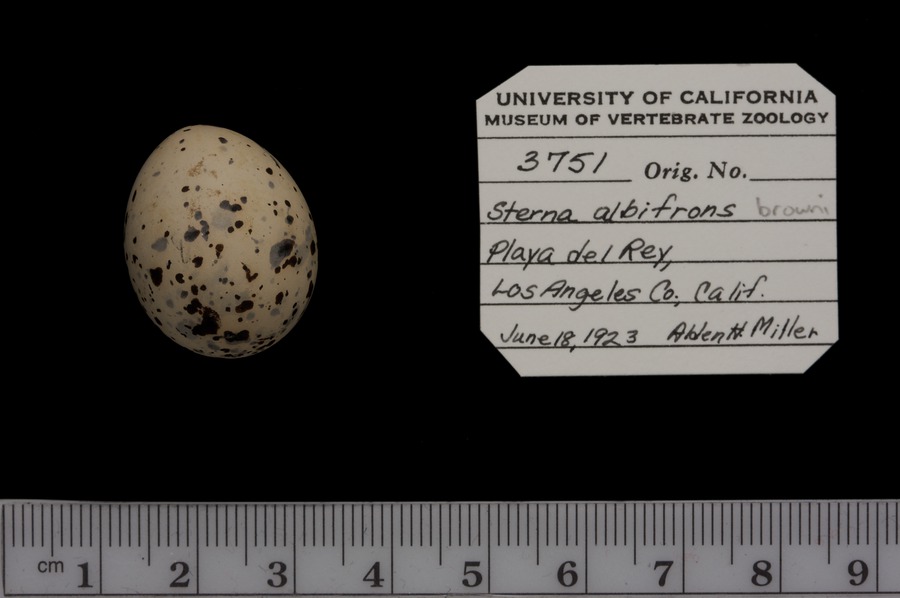 UNIVERSITY OF CALIFORNIA
MUSEUM OF VERTEBRATE ZOOLOGY
3751 Orig. No.
Sterna albifrons browni
Playa del Rey,
Los Angeles Co., Calif.
June 18, 1923 Alden H. Miller
cm 1 2 3 4 5 6 7 8 9